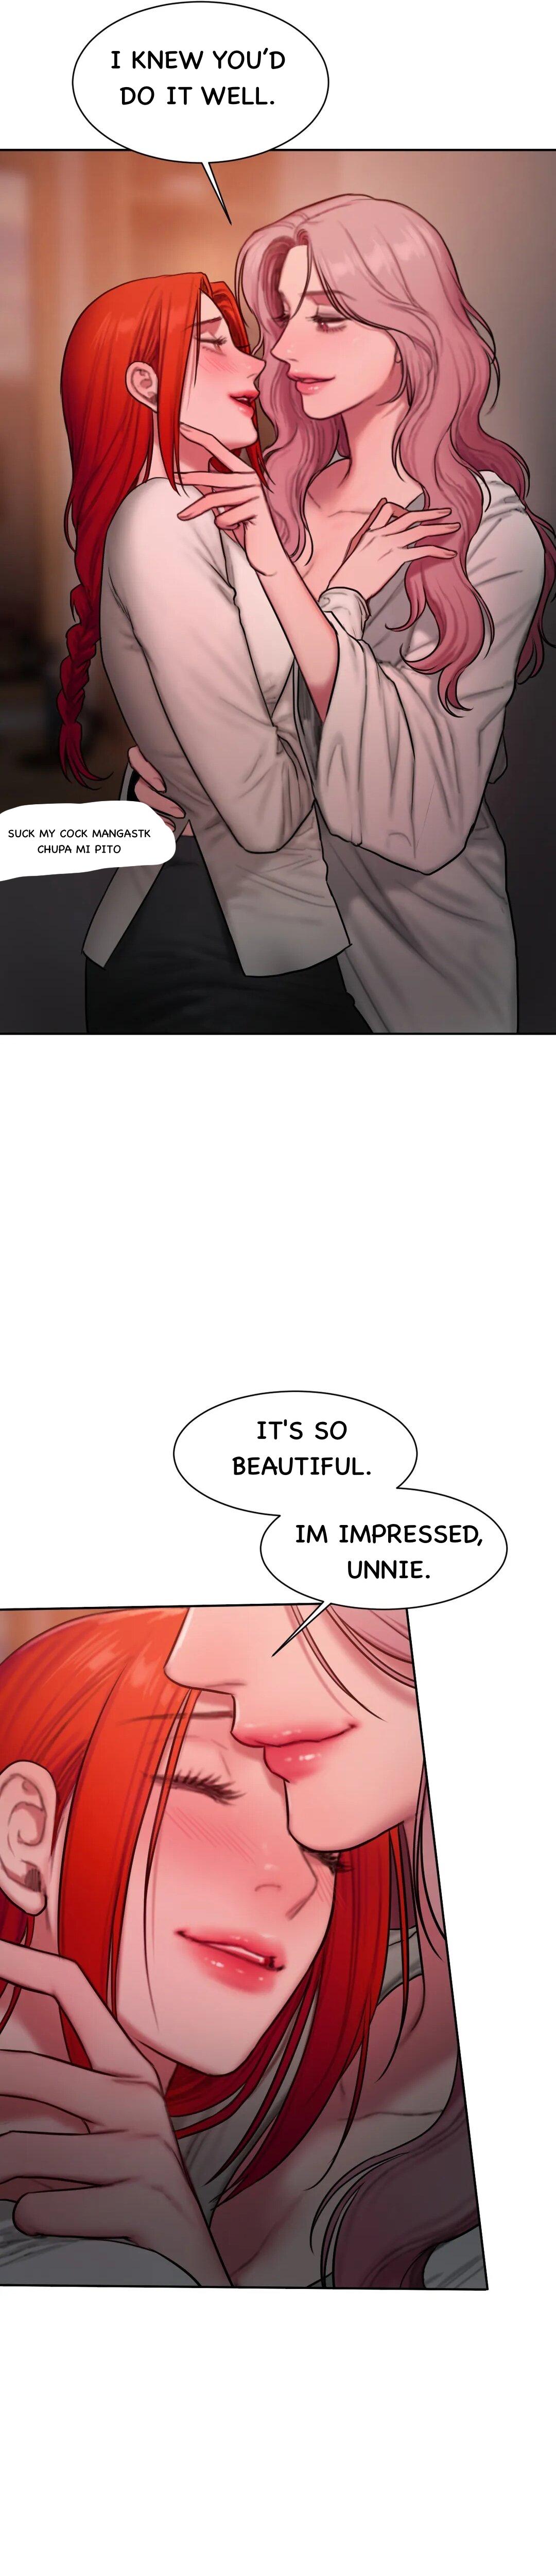 I KNEW YOU'D
DO IT WELL.
SUCK MY COCK MANGASTK
CHUPA MI PITO
IT'S SO
BEAUTIFUL.
IM IMPRESSED,
UNNIE.